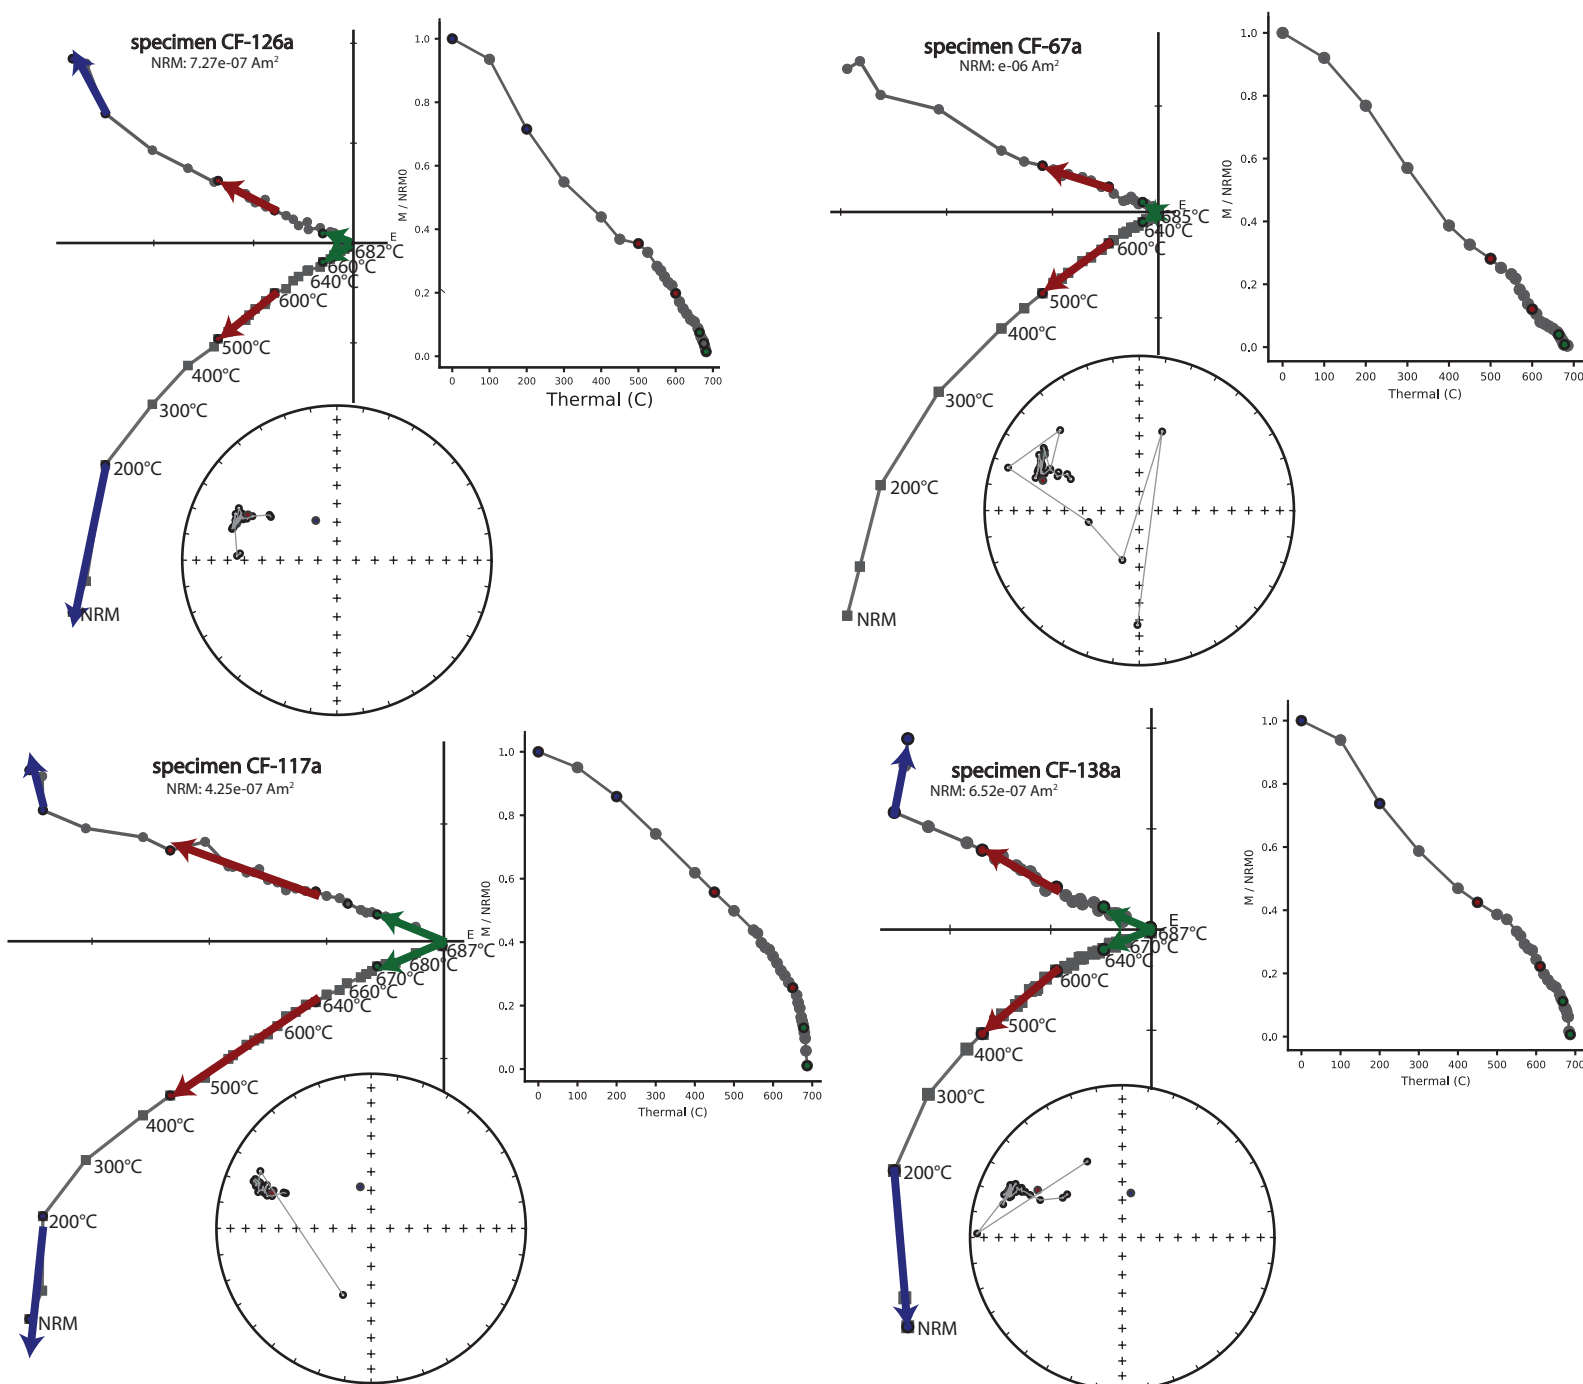 specimen CF-126a
NRM: 7.27e-07 Am²
E
682°C
660°C
640°C
600°C
500°C
400°C
300°C
200°C
NRM
1.0
0.8
0.6
0.4
0.2
0.0
M / NRM0
0 100 200 300 400 500 600 700
Thermal (C)
specimen CF-67a
NRM: e-06 Am²
E
685°C
640°C
600°C
500°C
400°C
300°C
200°C
NRM
1.0
0.8
0.6
0.4
0.2
0.0
M / NRM0
0 100 200 300 400 500 600 700
Thermal (C)
specimen CF-117a
NRM: 4.25e-07 Am²
E
687°C
680°C
670°C
660°C
640°C
600°C
500°C
400°C
300°C
200°C
NRM
1.0
0.8
0.6
0.4
0.2
0.0
M / NRM0
0 100 200 300 400 500 600 700
Thermal (C)
specimen CF-138a
NRM: 6.52e-07 Am²
E
687°C
670°C
640°C
600°C
500°C
400°C
300°C
200°C
NRM
1.0
0.8
0.6
0.4
0.2
0.0
M / NRM0
0 100 200 300 400 500 600 700
Thermal (C)